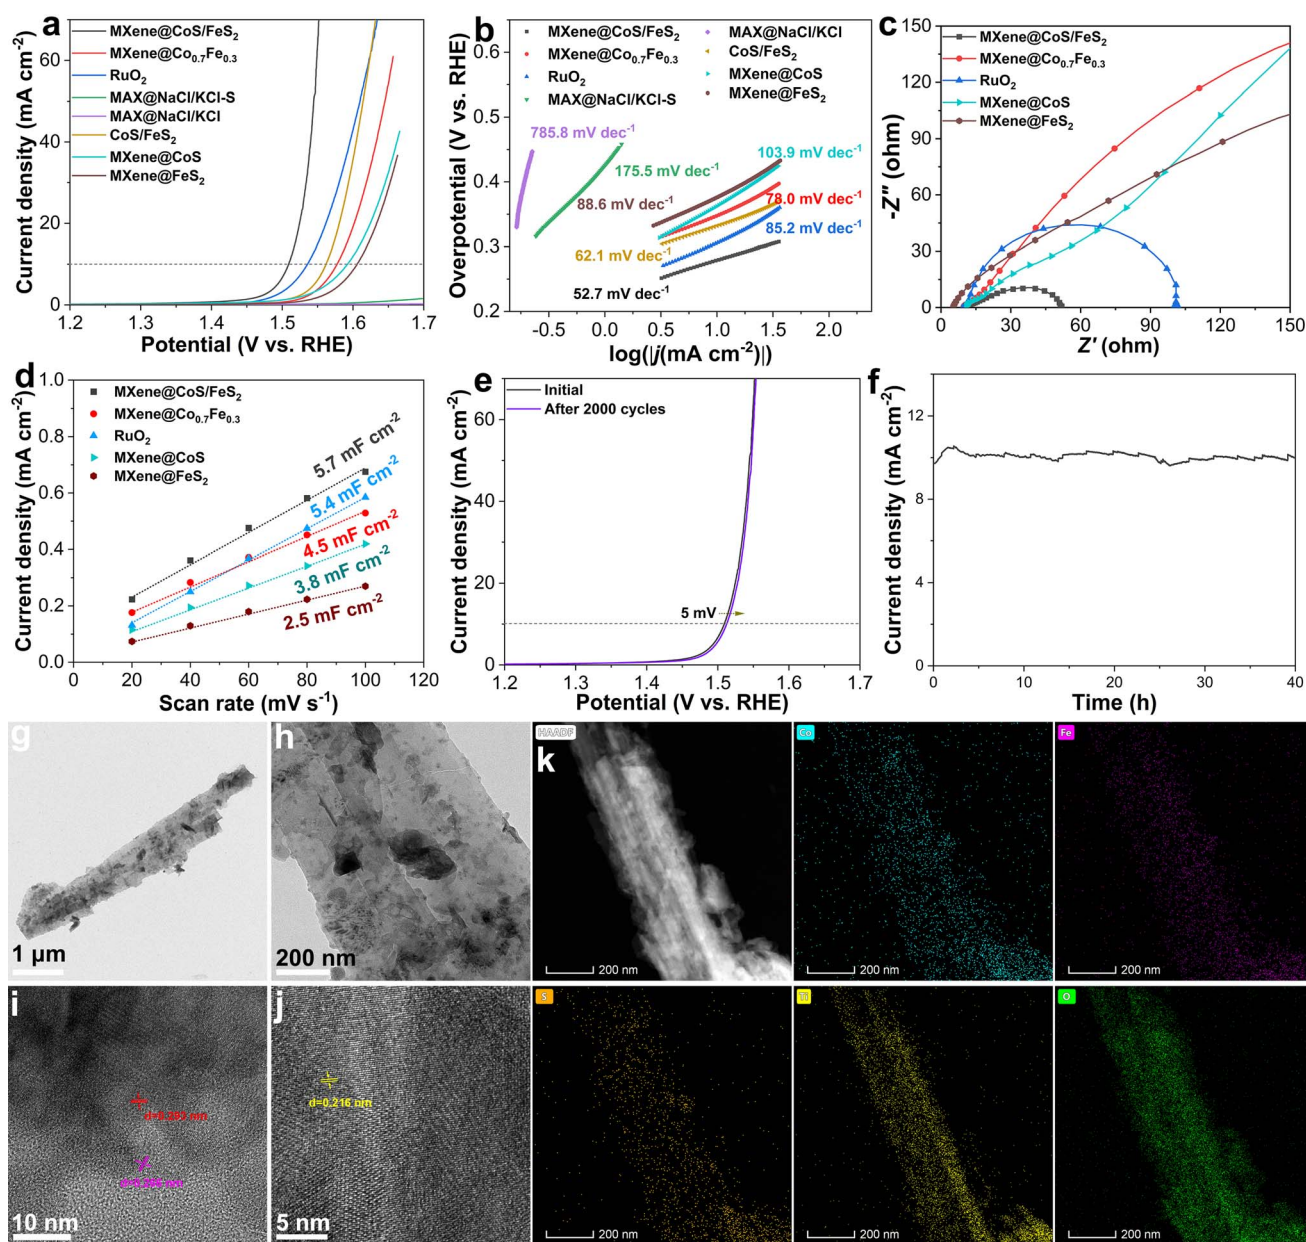 a
Current density (mA cm-2)
60
40
20
0
MXene@CoS/FeS2
MXene@Co0.7Fe0.3
RuO2
MAX@NaCl/KCl-S
MAX@NaCl/KCl
CoS/FeS2
MXene@CoS
MXene@FeS2
1.2 1.3 1.4 1.5 1.6 1.7
Potential (V vs. RHE)
b
Overpotential (V vs. RHE)
0.6
0.5
0.4
0.3
0.2
MXene@CoS/FeS2
MXene@Co0.7Fe0.3
RuO2
MAX@NaCl/KCl-S
MAX@NaCl/KCl
CoS/FeS2
MXene@CoS
MXene@FeS2
785.8 mV dec-1
175.5 mV dec-1
103.9 mV dec-1
88.6 mV dec-1
78.0 mV dec-1
85.2 mV dec-1
62.1 mV dec-1
52.7 mV dec-1
-0.5 0.0 0.5 1.0 1.5 2.0
log(|j(mA cm-2)|)
c
-Z″ (ohm)
150
120
90
60
30
0
MXene@CoS/FeS2
MXene@Co0.7Fe0.3
RuO2
MXene@CoS
MXene@FeS2
0 30 60 90 120 150
Z′ (ohm)
d
Current density (mA cm-2)
1.0
0.8
0.6
0.4
0.2
0.0
MXene@CoS/FeS2
MXene@Co0.7Fe0.3
RuO2
MXene@CoS
MXene@FeS2
5.7 mF cm-2
5.4 mF cm-2
4.5 mF cm-2
3.8 mF cm-2
2.5 mF cm-2
0 20 40 60 80 100 120
Scan rate (mV s-1)
e
Current density (mA cm-2)
60
40
20
0
Initial
After 2000 cycles
5 mV
1.2 1.3 1.4 1.5 1.6 1.7
Potential (V vs. RHE)
f
Current density (mA cm-2)
12
8
4
0
0 10 20 30 40
Time (h)
g
1 µm
h
200 nm
HAADF
k
200 nm
Co
200 nm
Fe
200 nm
i
10 nm
j
d=0.216 nm
5 nm
S
200 nm
Ti
200 nm
O
200 nm